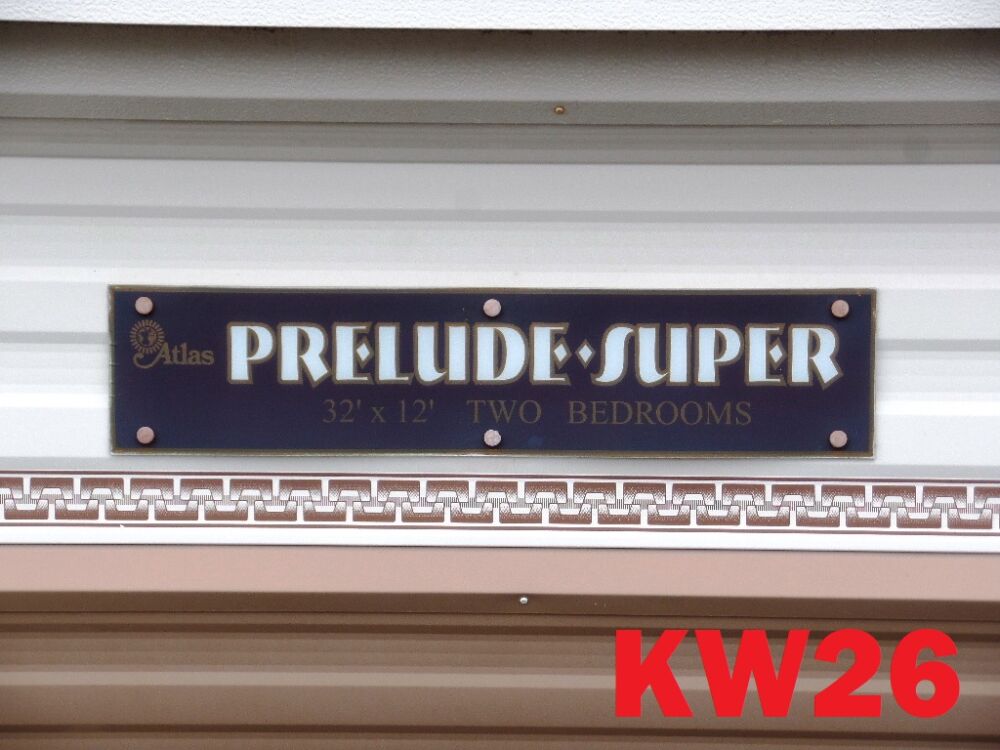 Atlas PRELUDE·SUPER
32' x 12' TWO BEDROOMS
KW26